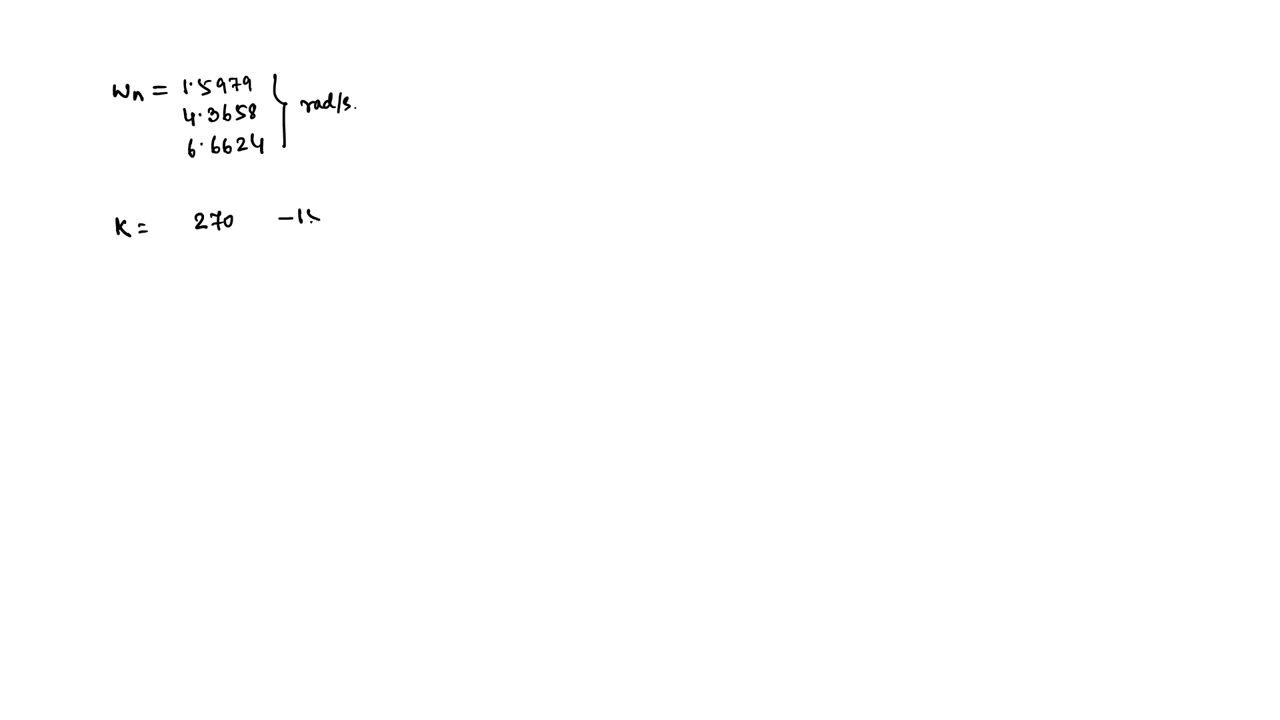 Wn = 1.5979
4.3658
6.6624
rad/s.
K = 270